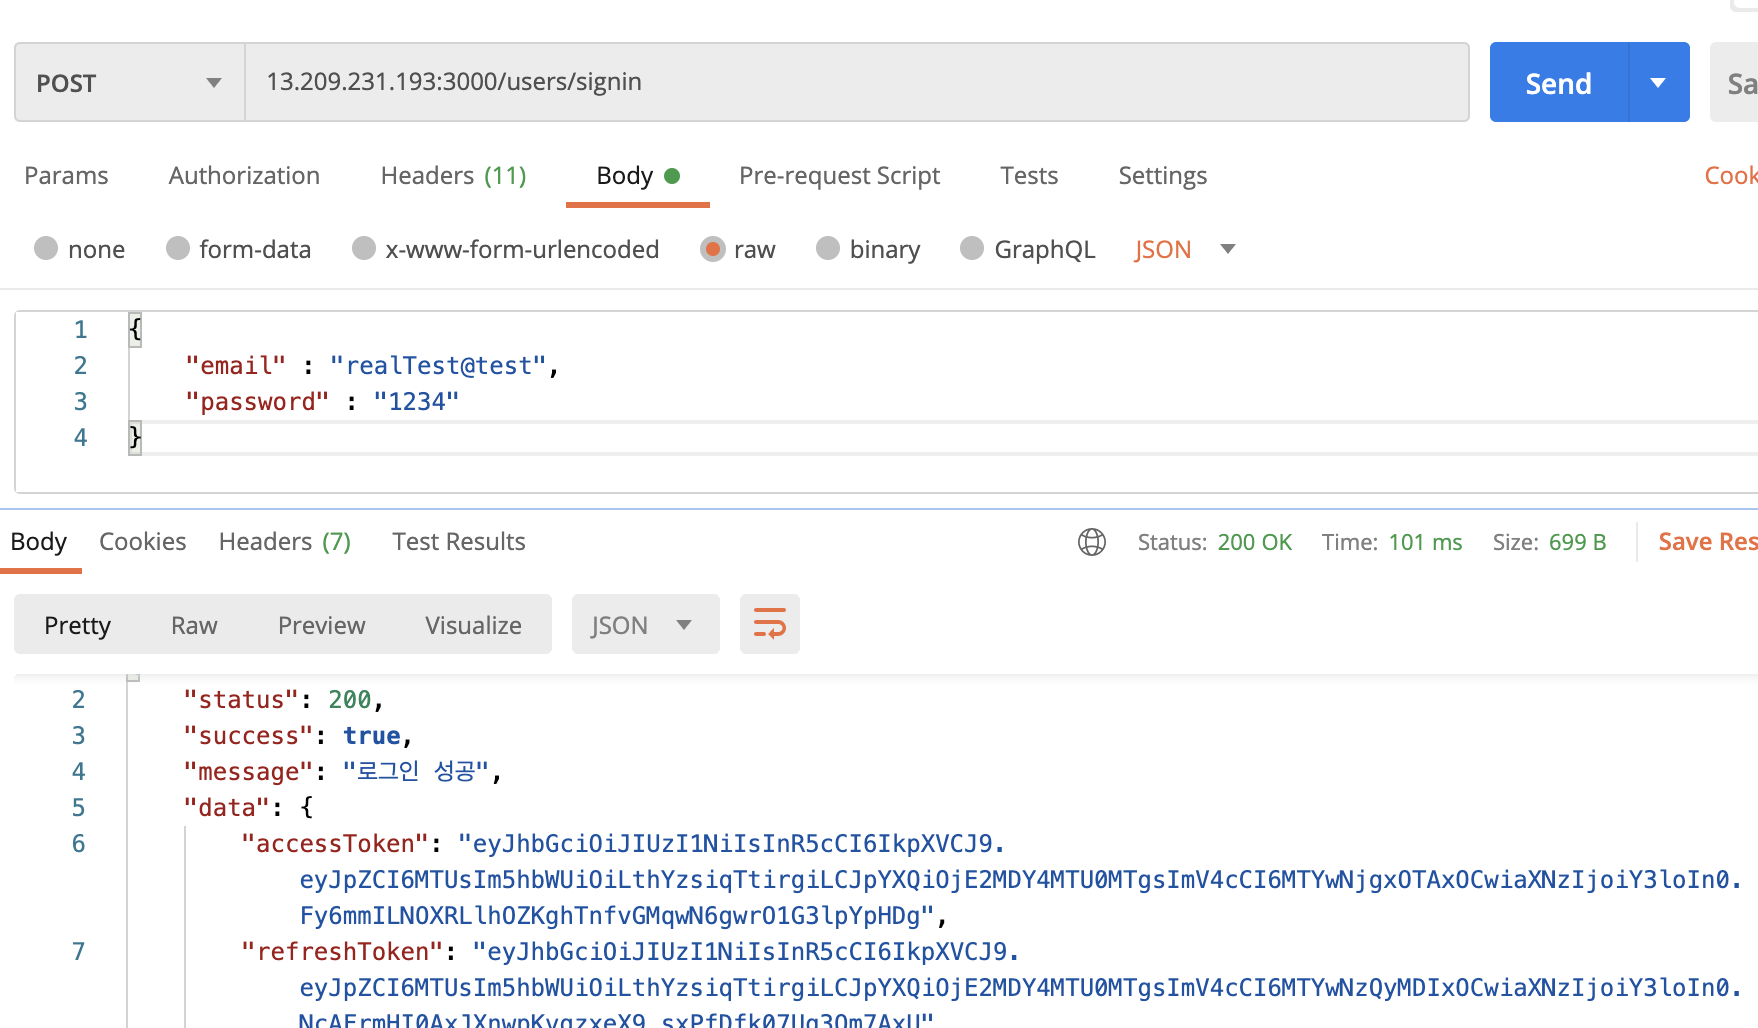 POST 13.209.231.193:3000/users/signin Send Sa
Params Authorization Headers (11) Body Pre-request Script Tests Settings Cook
none form-data x-www-form-urlencoded raw binary GraphQL JSON
1 {
2 "email" : "realTest@test",
3 "password" : "1234"
4 }
Body Cookies Headers (7) Test Results Status: 200 OK Time: 101 ms Size: 699 B Save Res
Pretty Raw Preview Visualize JSON
2 "status": 200,
3 "success": true,
4 "message": "로그인 성공",
5 "data": {
6 "accessToken": "eyJhbGciOiJIUzI1NiIsInR5cCI6IkpXVCJ9.
eyJpZCI6MTUsIm5hbWUiOiLthYzsiqTtirgiLCJpYXQiOjE2MDY4MTU0MTgsImV4cCI6MTYwNjgxOTAxOCwiaXNzIjoiY3loIn0.
Fy6mmILNOXRLlhOZKghTnfvGMqwN6gwrO1G3lpYpHDg",
7 "refreshToken": "eyJhbGciOiJIUzI1NiIsInR5cCI6IkpXVCJ9.
eyJpZCI6MTUsIm5hbWUiOiLthYzsiqTtirgiLCJpYXQiOjE2MDY4MTU0MTgsImV4cCI6MTYwNzQyMDIxOCwiaXNzIjoiY3loIn0.